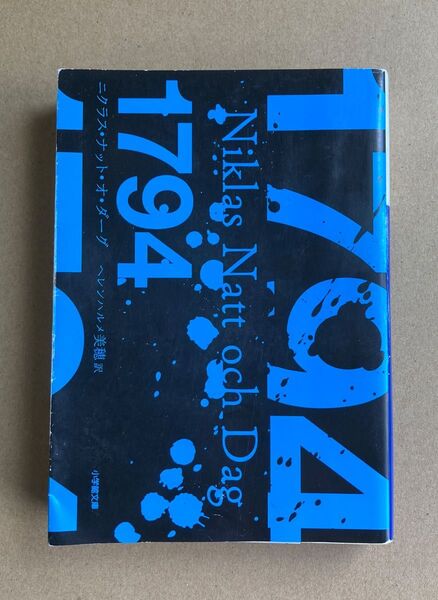 1794
Niklas Natt och Dag
1794
ニクラス・ナット・オ・ダーグ
ヘレンハルメ美穂 訳
小学館文庫